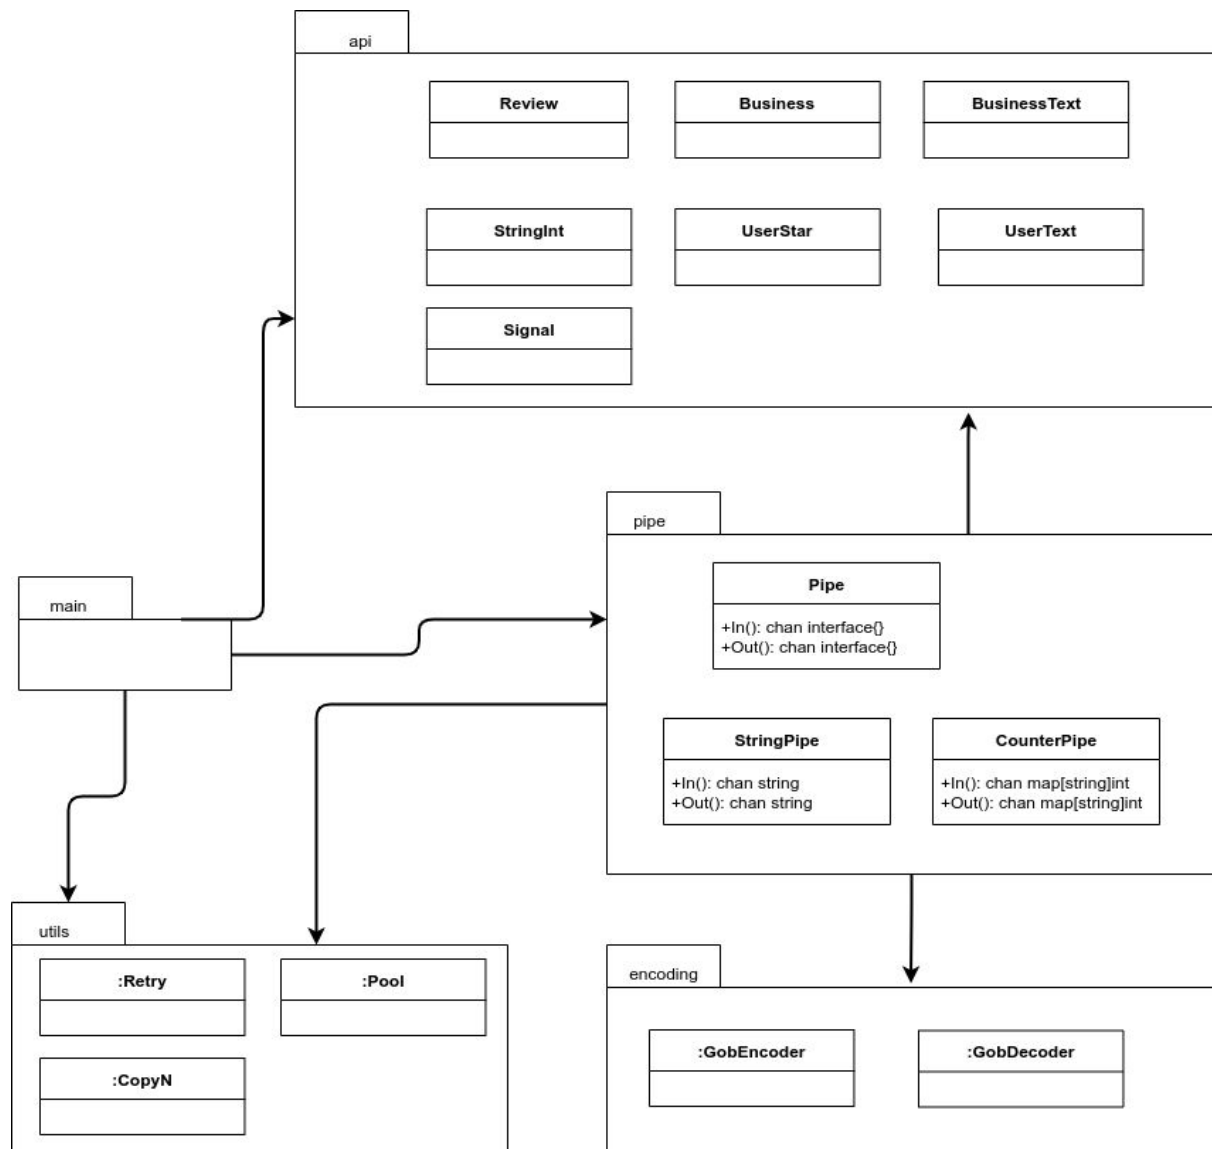 api
Review
Business
BusinessText
StringInt
UserStar
UserText
Signal
pipe
Pipe
+In(): chan interface{}
+Out(): chan interface{}
main
StringPipe
+In(): chan string
+Out(): chan string
CounterPipe
+In(): chan map[string]int
+Out(): chan map[string]int
utils
:Retry
:Pool
:CopyN
encoding
:GobEncoder
:GobDecoder